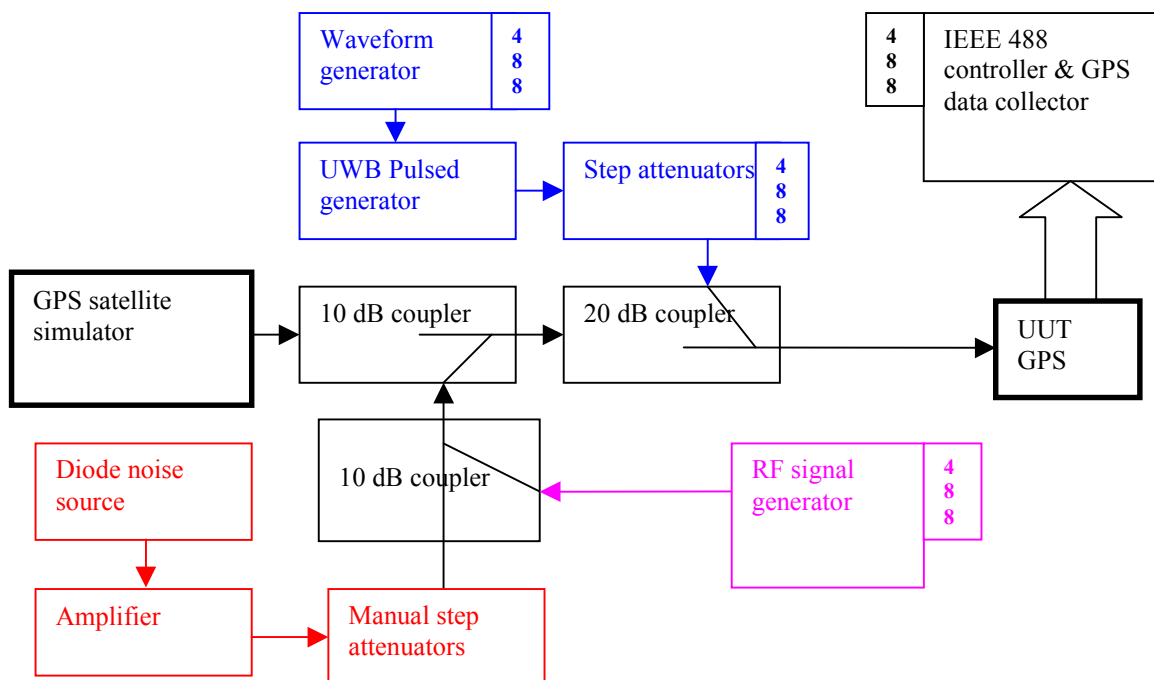 Waveform
generator
4
8
8
4
8
8
IEEE 488
controller & GPS
data collector
UWB Pulsed
generator
Step attenuators
4
8
8
GPS satellite
simulator
10 dB coupler
20 dB coupler
UUT
GPS
Diode noise
source
10 dB coupler
RF signal
generator
4
8
8
Amplifier
Manual step
attenuators